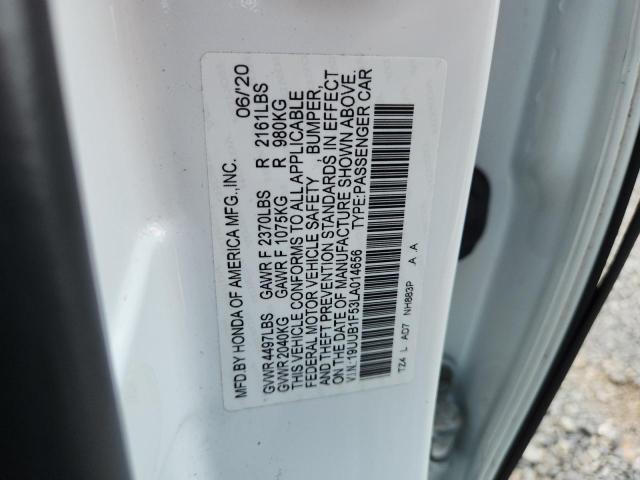 MFD.BY HONDA OF AMERICA MFG.,INC. 06/'20
GVWR 4497LBS GAWR F 2370LBS R 2161LBS
GVWR 2040KG GAWR F 1075KG R 980KG
THIS VEHICLE CONFORMS TO ALL APPLICABLE
FEDERAL MOTOR VEHICLE SAFETY BUMPER,
AND THEFT PREVENTION STANDARDS IN EFFECT
ON THE DATE OF MANUFACTURE SHOWN ABOVE.
V.I.N.:19UUB1F53LA014656 TYPE:PASSENGER CAR
TZ4 L AD7 NH883P A A